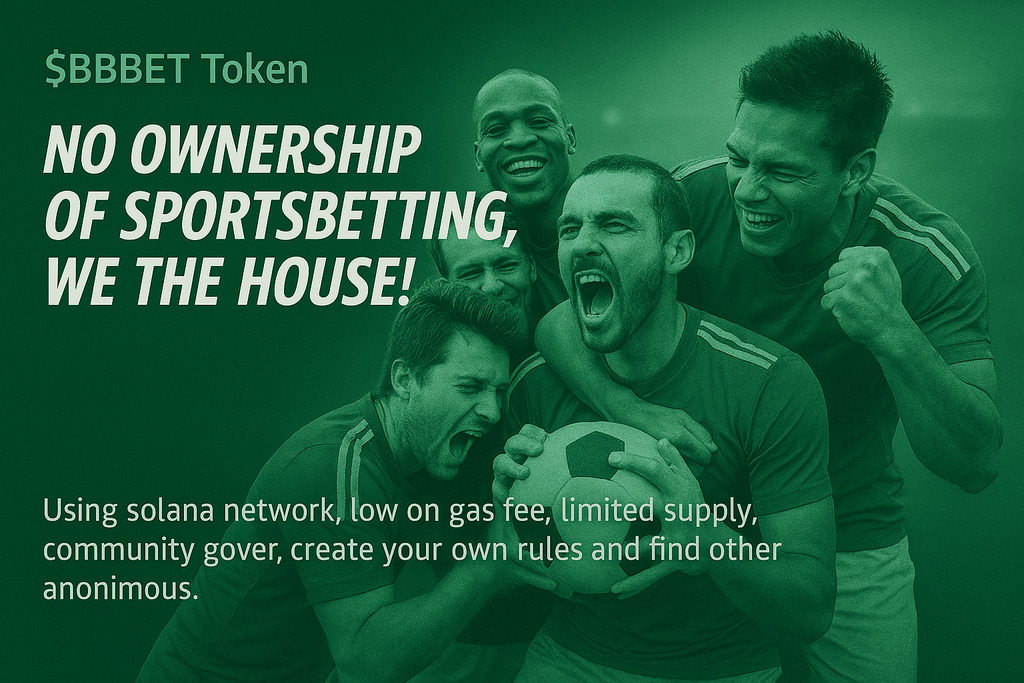 $BBBET Token
NO OWNERSHIP
OF SPORTSBETTING,
WE THE HOUSE!
Using solana network, low on gas fee, limited supply,
community gover, create your own rules and find other
anonimous.